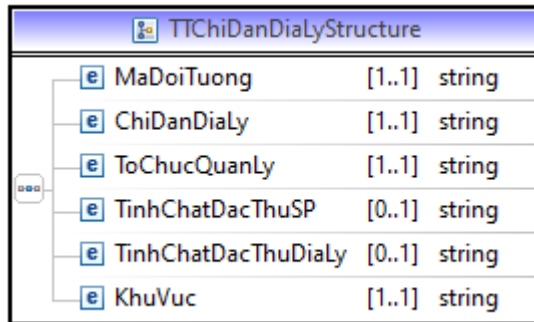 TTChiDanDiaLyStructure
e MaDoiTuong [1..1] string
e ChiDanDiaLy [1..1] string
e ToChucQuanLy [1..1] string
e TinhChatDacThuSP [0..1] string
e TinhChatDacThuDiaLy [0..1] string
e KhuVuc [1..1] string